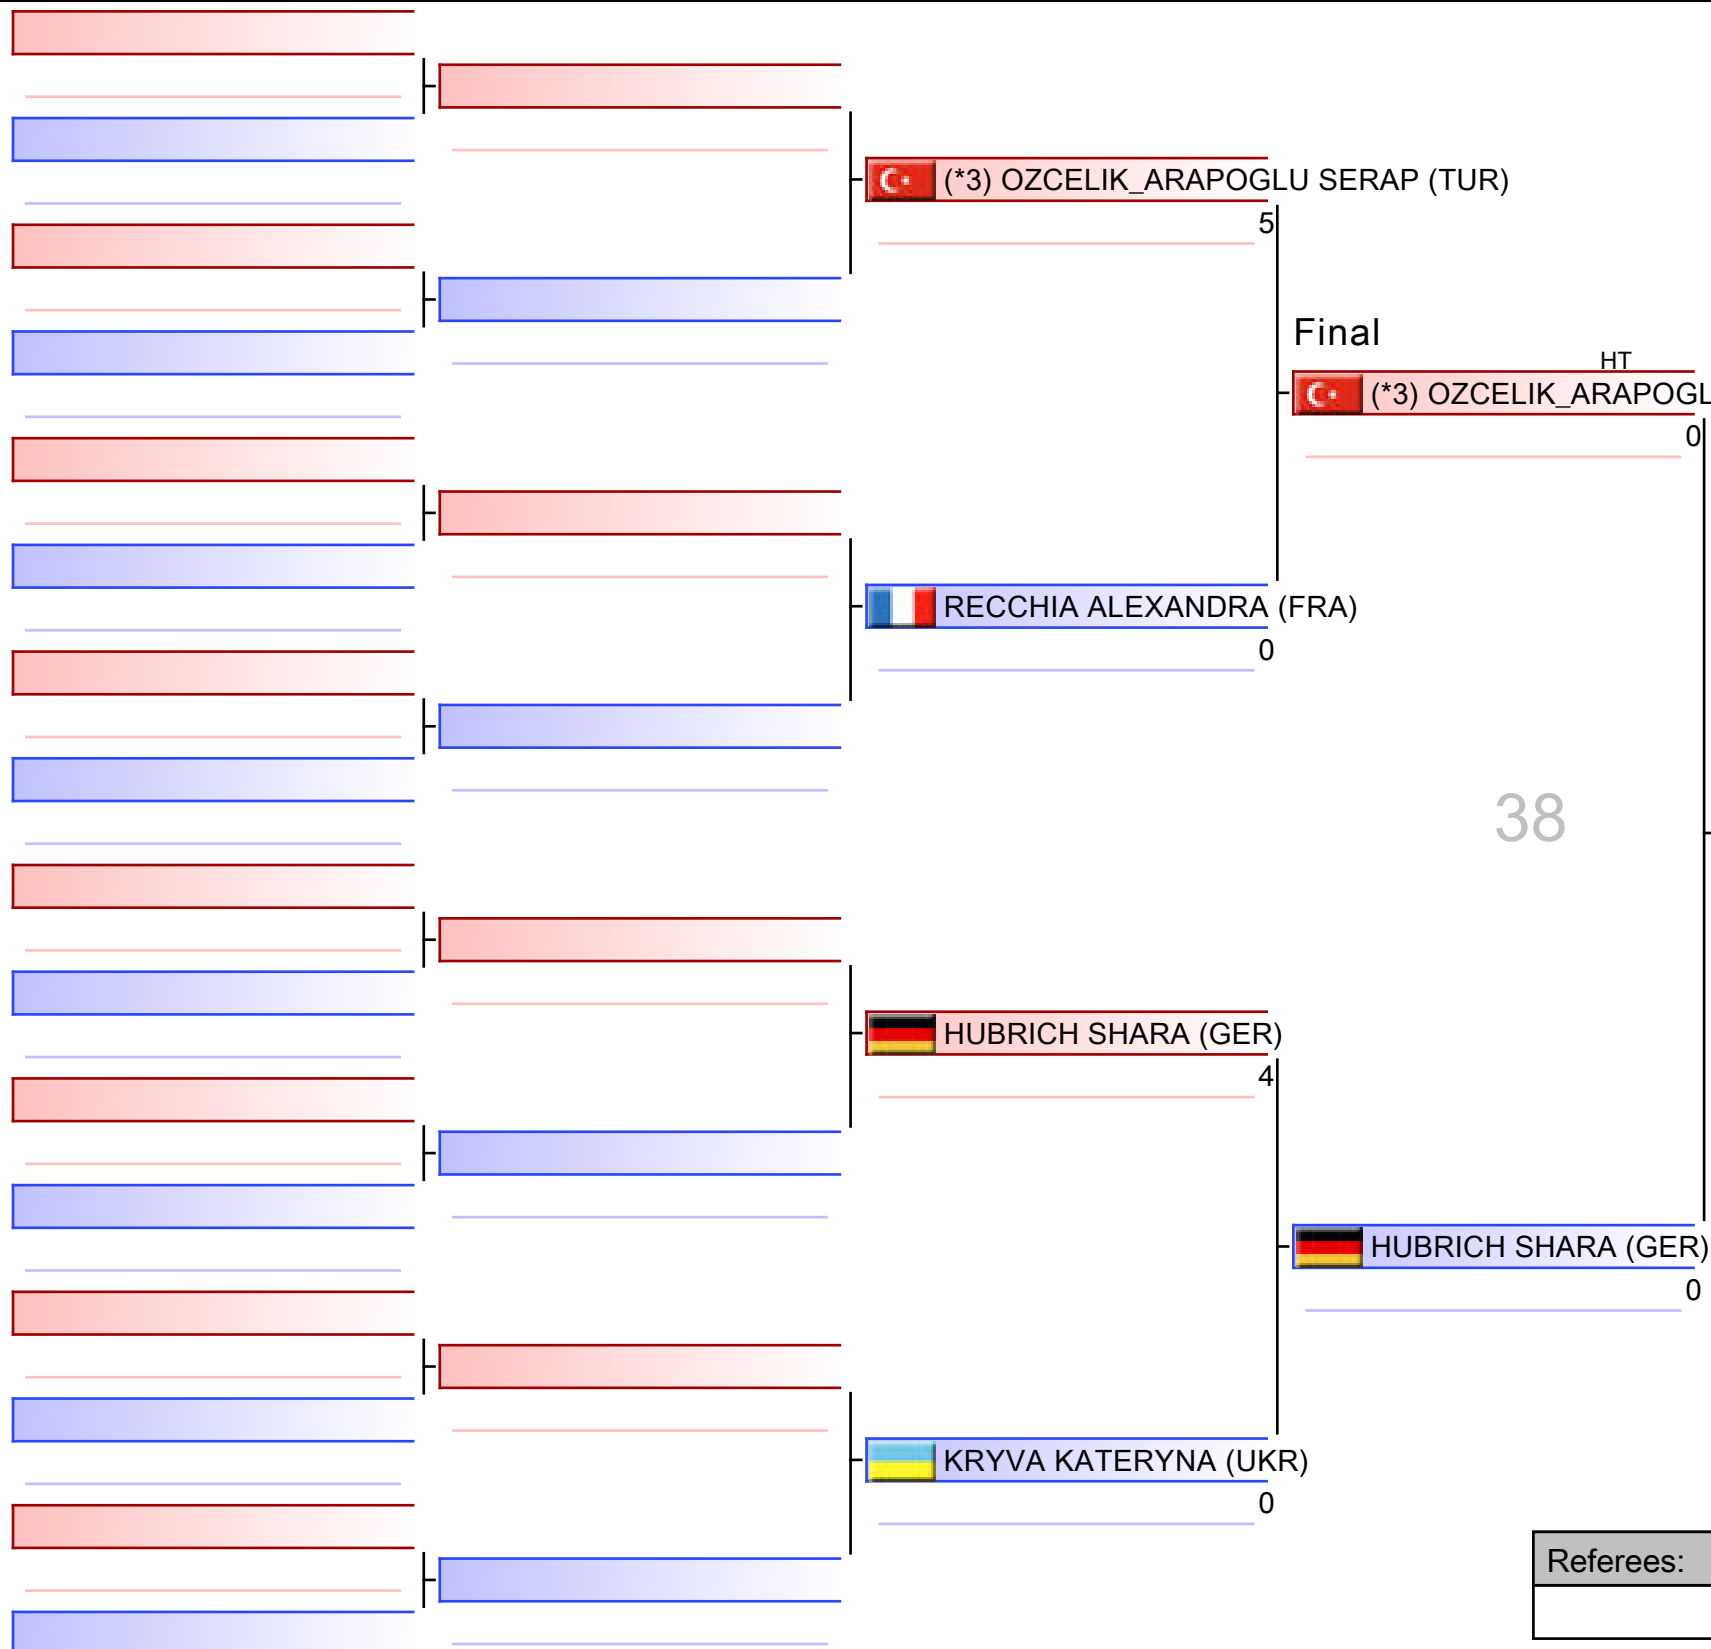 (*3) OZCELIK_ARAPOGLU SERAP (TUR)
5
Final
HT
(*3) OZCELIK_ARAPOGL
0
RECCHIA ALEXANDRA (FRA)
0
38
HUBRICH SHARA (GER)
4
HUBRICH SHARA (GER)
0
KRYVA KATERYNA (UKR)
0
Referees: